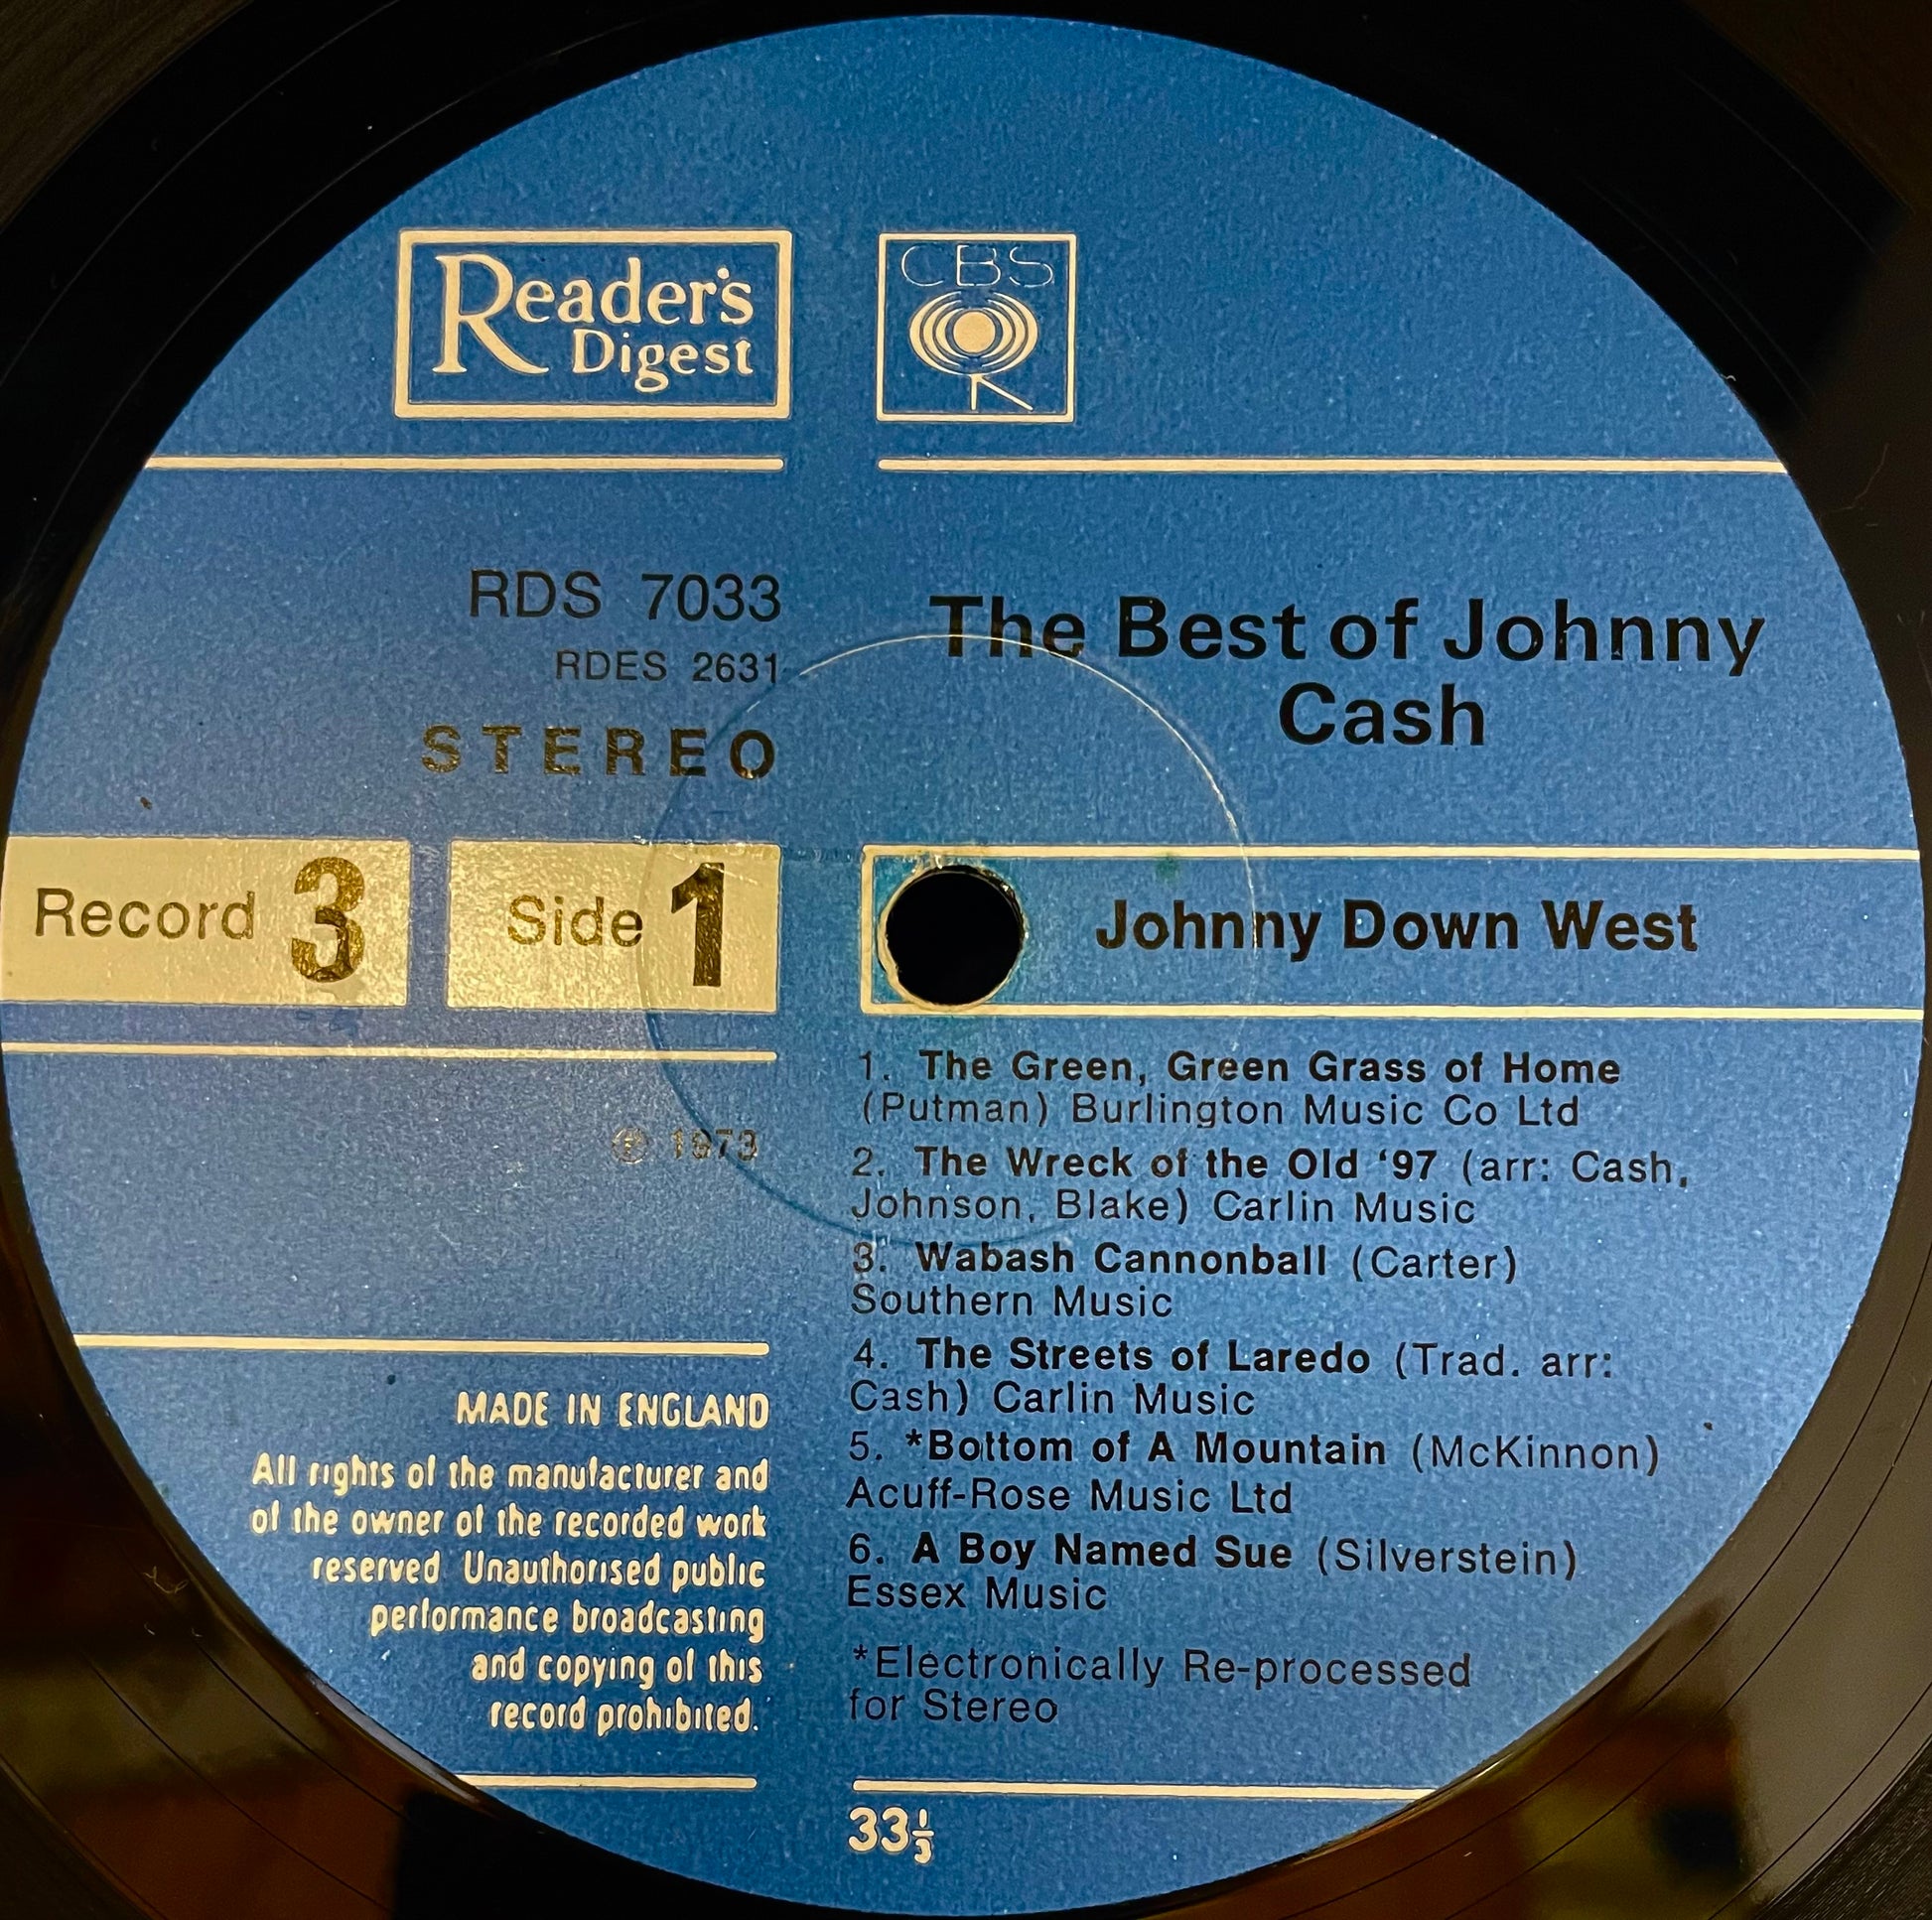 Reader's
Digest
CBS
RDS 7033
RDES 2631
STEREO
The Best of Johnny
Cash
Record 3 Side 1
Johnny Down West
℗ 1973
1. The Green, Green Grass of Home
(Putman) Burlington Music Co Ltd
2. The Wreck of the Old ‘97 (arr: Cash,
Johnson, Blake) Carlin Music
3. Wabash Cannonball (Carter)
Southern Music
4. The Streets of Laredo (Trad. arr:
Cash) Carlin Music
5. *Bottom of A Mountain (McKinnon)
Acuff-Rose Music Ltd
6. A Boy Named Sue (Silverstein)
Essex Music
*Electronically Re-processed
for Stereo
MADE IN ENGLAND
All rights of the manufacturer and
of the owner of the recorded work
reserved Unauthorised public
performance broadcasting
and copying of this
record prohibited.
33⅓